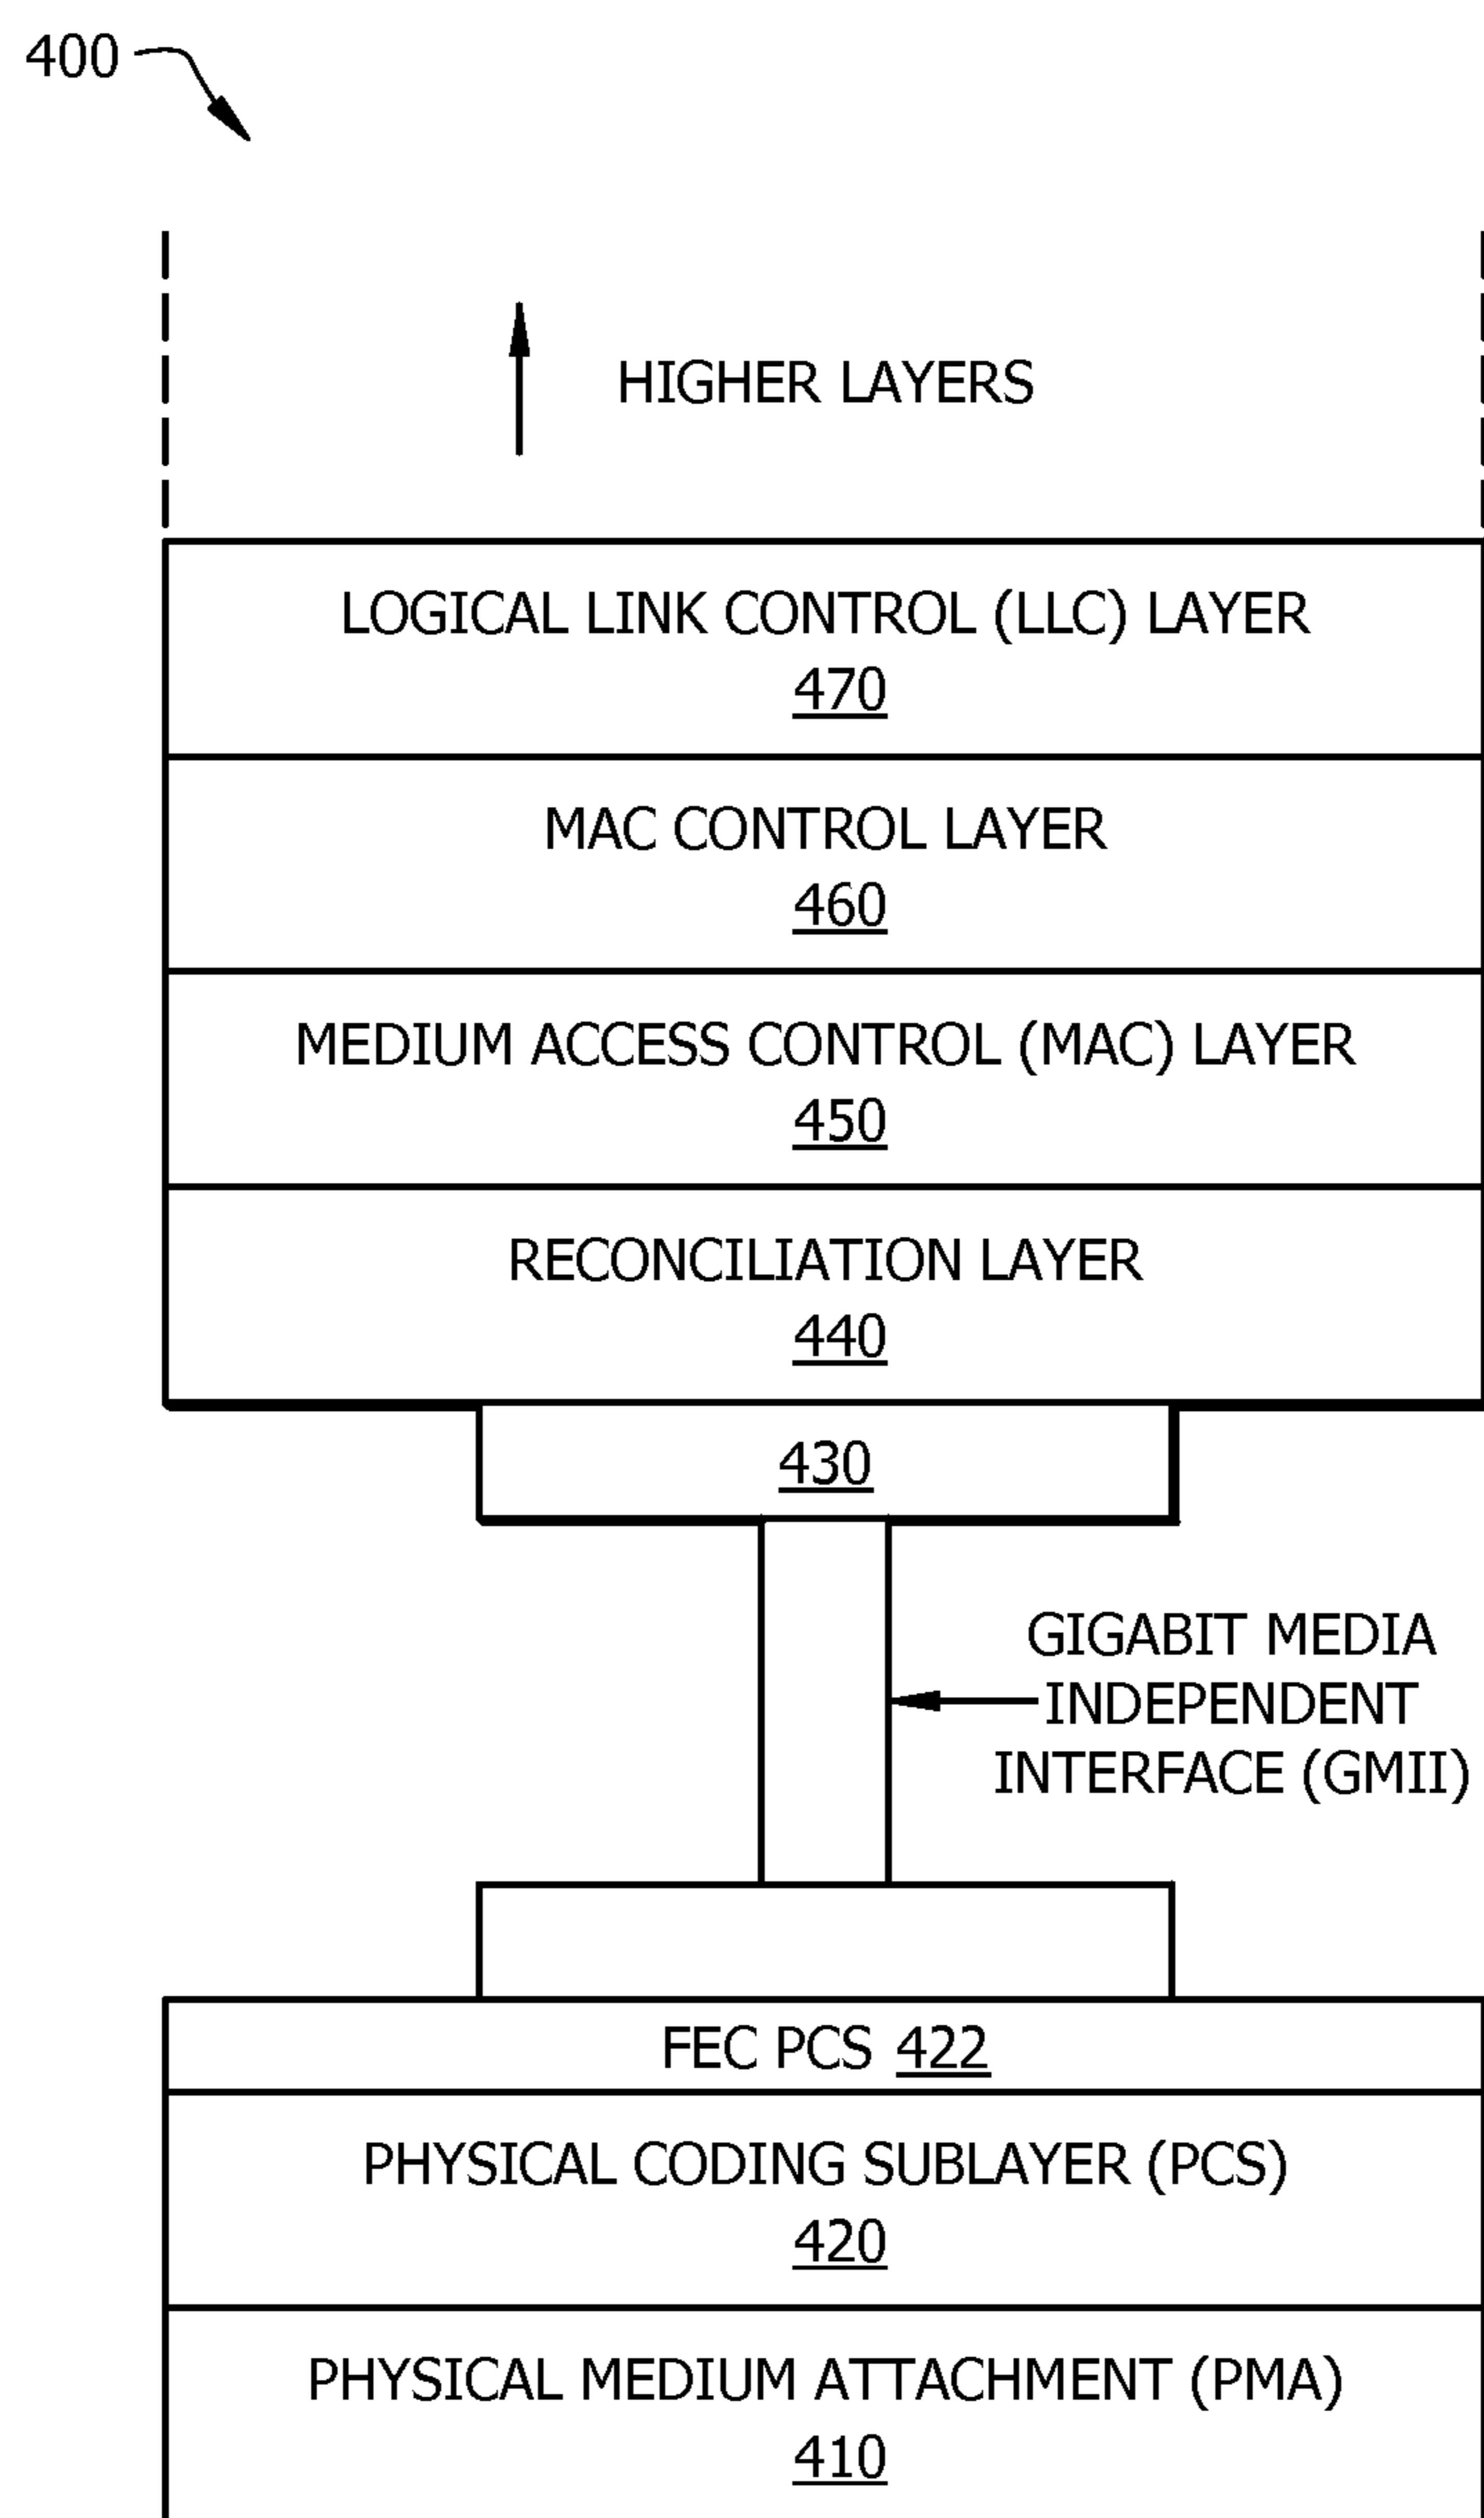 400
HIGHER LAYERS
LOGICAL LINK CONTROL (LLC) LAYER
470
MAC CONTROL LAYER
460
MEDIUM ACCESS CONTROL (MAC) LAYER
450
RECONCILIATION LAYER
440
430
GIGABIT MEDIA
INDEPENDENT
INTERFACE (GMII)
FEC PCS 422
PHYSICAL CODING SUBLAYER (PCS)
420
PHYSICAL MEDIUM ATTACHMENT (PMA)
410